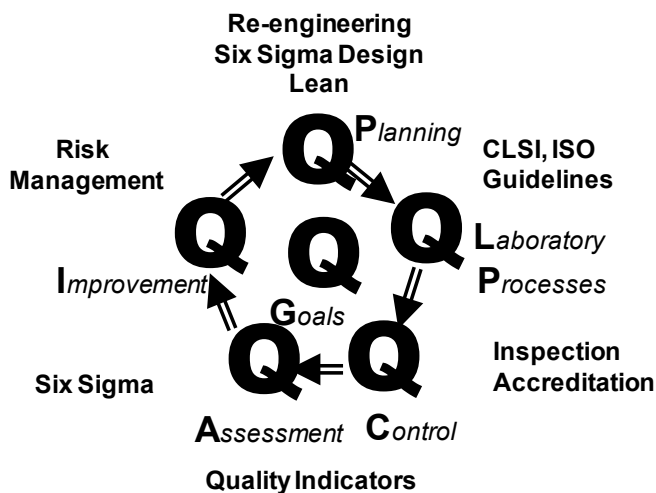 Re-engineering
Six Sigma Design
Lean
Q Planning
Risk
Management
CLSI, ISO
Guidelines
Q
Q Laboratory
Processes
Q
Goals
Improvement
Q
Q
Six Sigma
Inspection
Accreditation
Assessment
Control
Quality Indicators